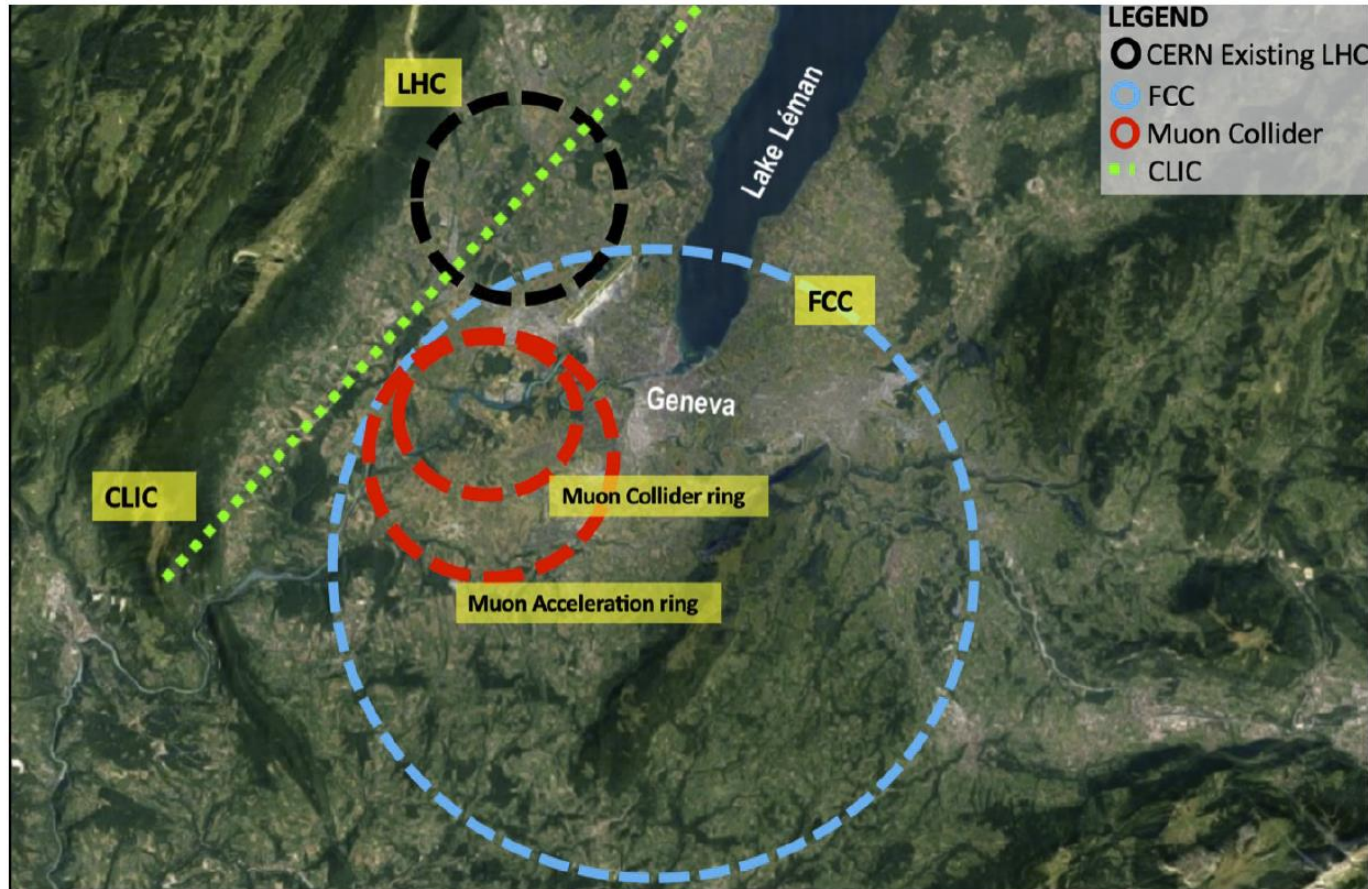 LEGEND
CERN Existing LHC
FCC
Muon Collider
CLIC
LHC
Lake Léman
FCC
Geneva
CLIC
Muon Collider ring
Muon Acceleration ring